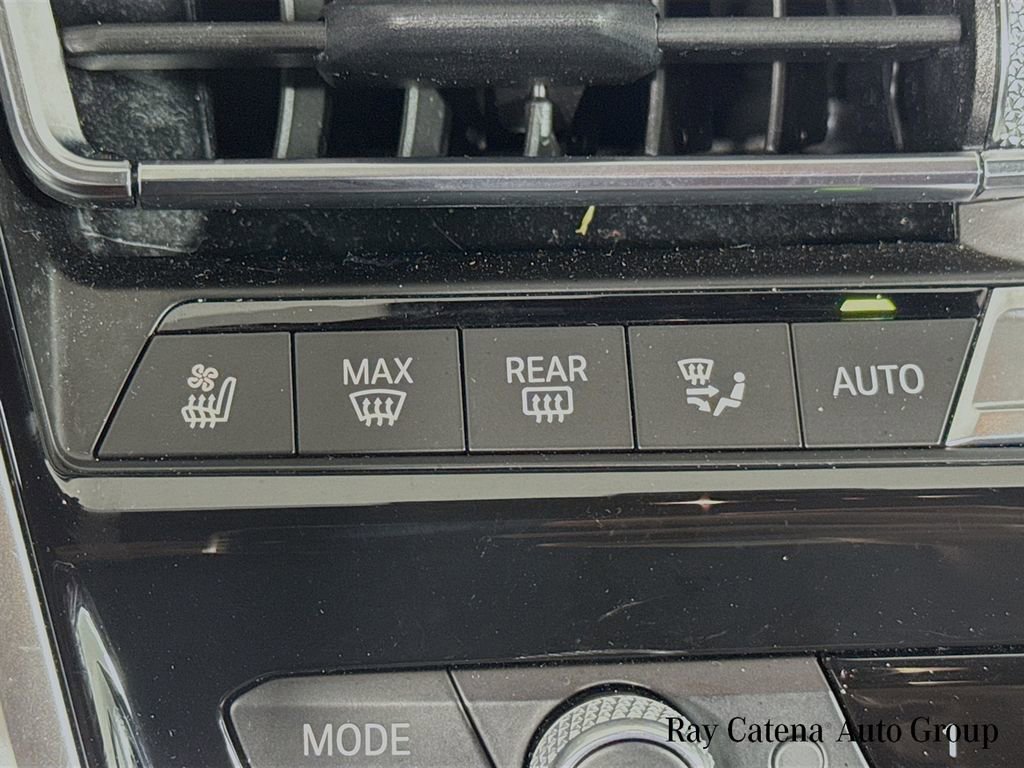 MAX
REAR
AUTO
MODE
Ray Catena Auto Group